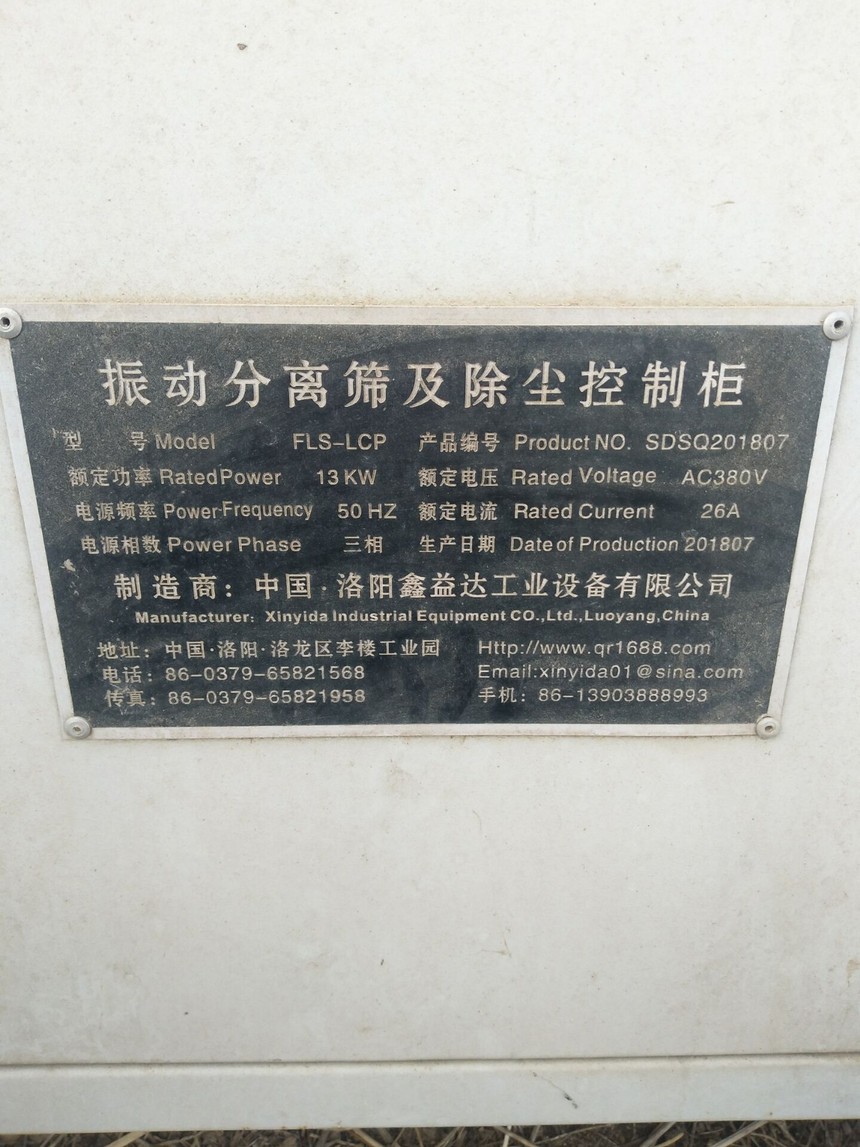 振动分离筛及除尘控制柜
型 号 Model FLS-LCP 产品编号 Product NO. SDSQ201807
额定功率 Rated Power 13 KW 额定电压 Rated Voltage AC380V
电源频率 Power Frequency 50 HZ 额定电流 Rated Current 26A
电源相数 Power Phase 三相 生产日期 Date of Production 201807
制造商：中国·洛阳鑫益达工业设备有限公司
Manufacturer: Xinyida Industrial Equipment CO.,Ltd.,Luoyang,China
地址：中国·洛阳·洛龙区李楼工业园 Http://www.qr1688.com
电话：86-0379-65821568 Email:xinyida01@sina.com
传真：86-0379-65821958 手机：86-13903888993